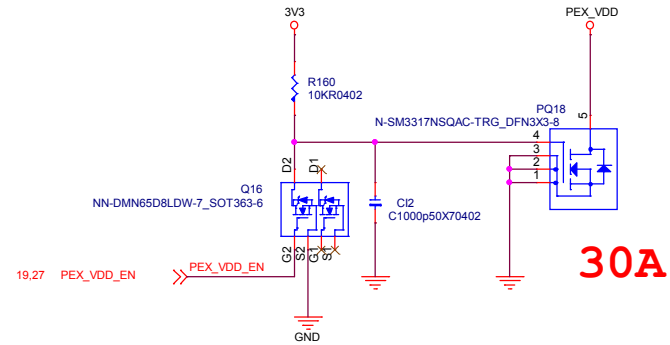 3V3
PEX_VDD
R160
10KR0402
PQ18
N-SM3317NSQAC-TRG_DFN3X3-8
5
4
3
2
1
D2
D1
Q16
NN-DMN65D8LDW-7_SOT363-6
CI2
C1000p50X70402
G2
S2
G1
S1
30A
19,27 PEX_VDD_EN
PEX_VDD_EN
GND